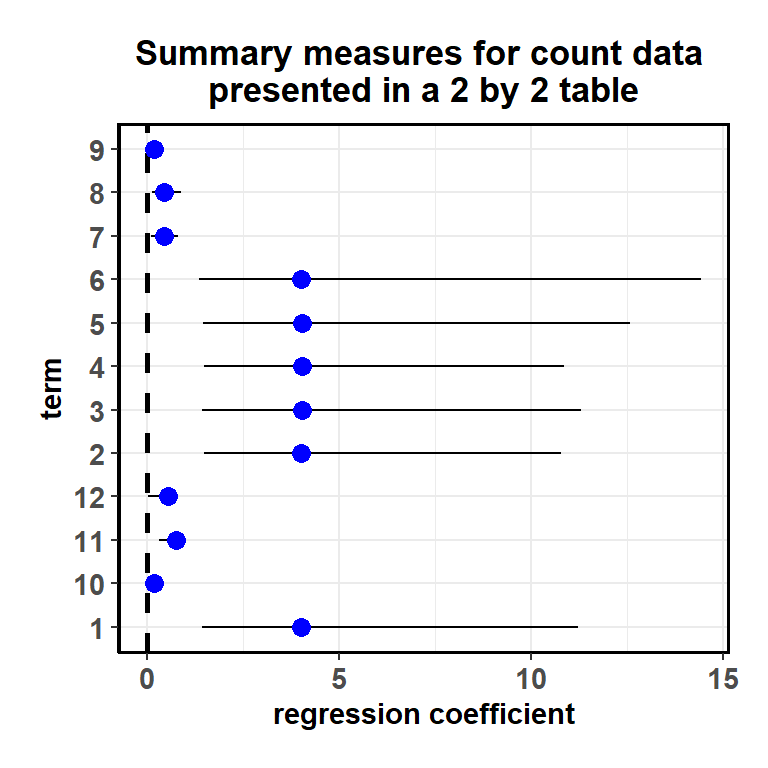 Summary measures for count data
presented in a 2 by 2 table
9
8
7
6
5
4
3
2
12
11
10
1
term
0 5 10 15
regression coefficient